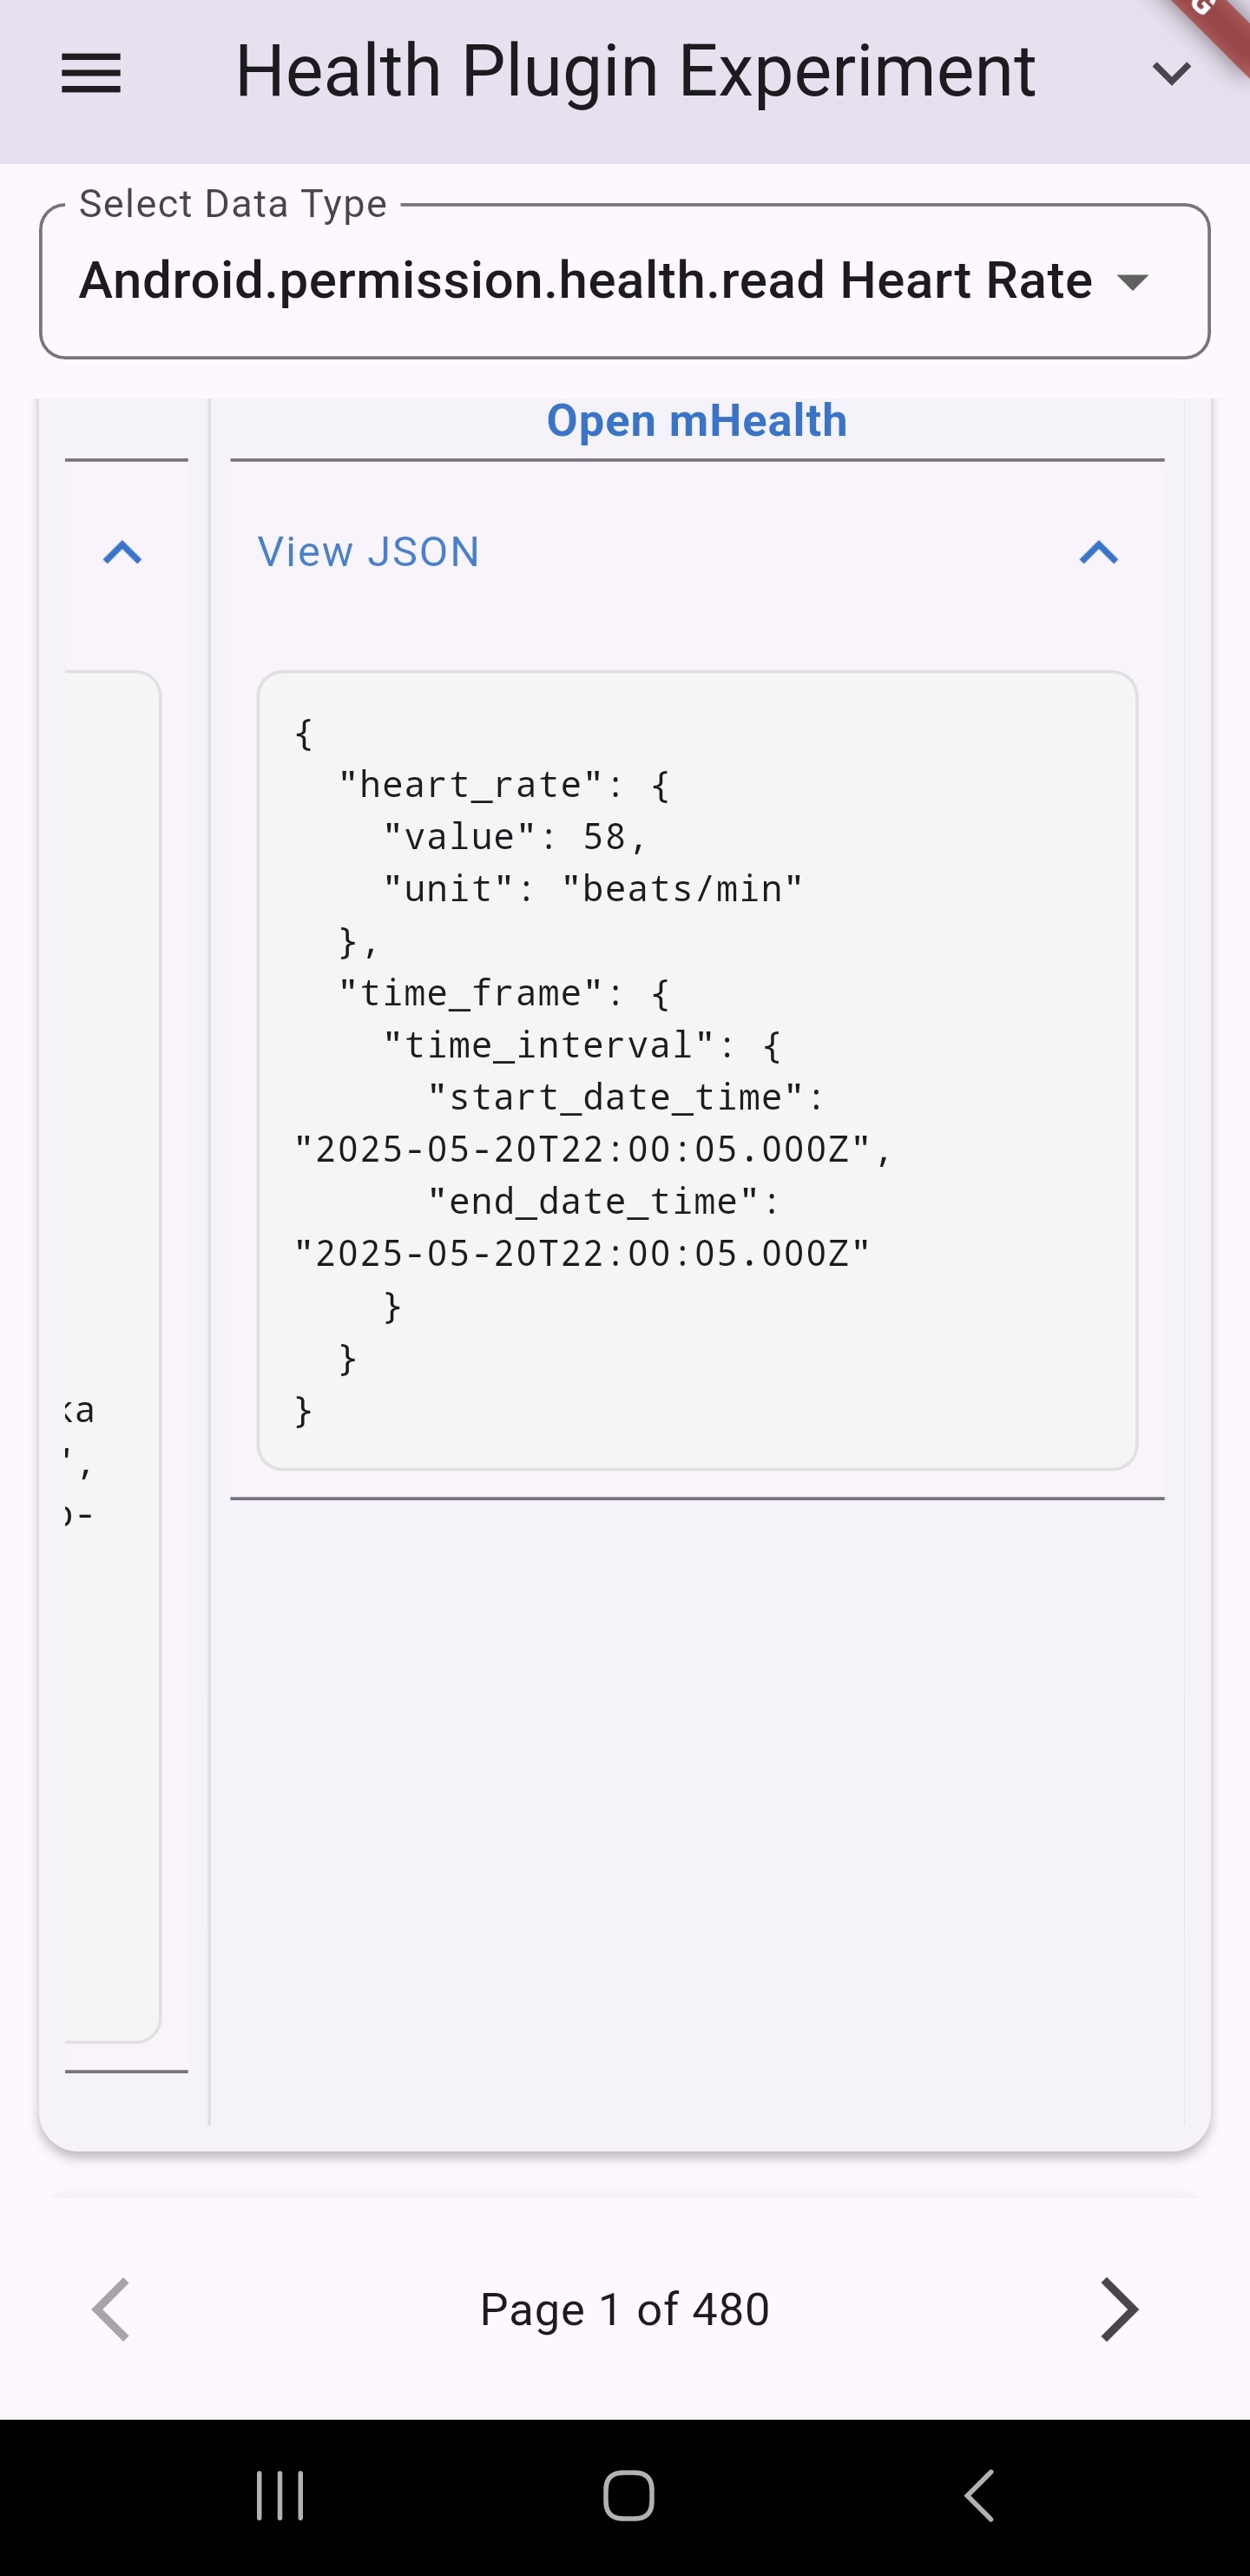 Health Plugin Experiment
G
Select Data Type
Android.permission.health.read Heart Rate
Open mHealth
View JSON
{
  "heart_rate": {
    "value": 58,
    "unit": "beats/min"
  },
  "time_frame": {
    "time_interval": {
      "start_date_time":
"2025-05-20T22:00:05.000Z",
      "end_date_time":
"2025-05-20T22:00:05.000Z"
    }
  }
}
a
",
-
Page 1 of 480